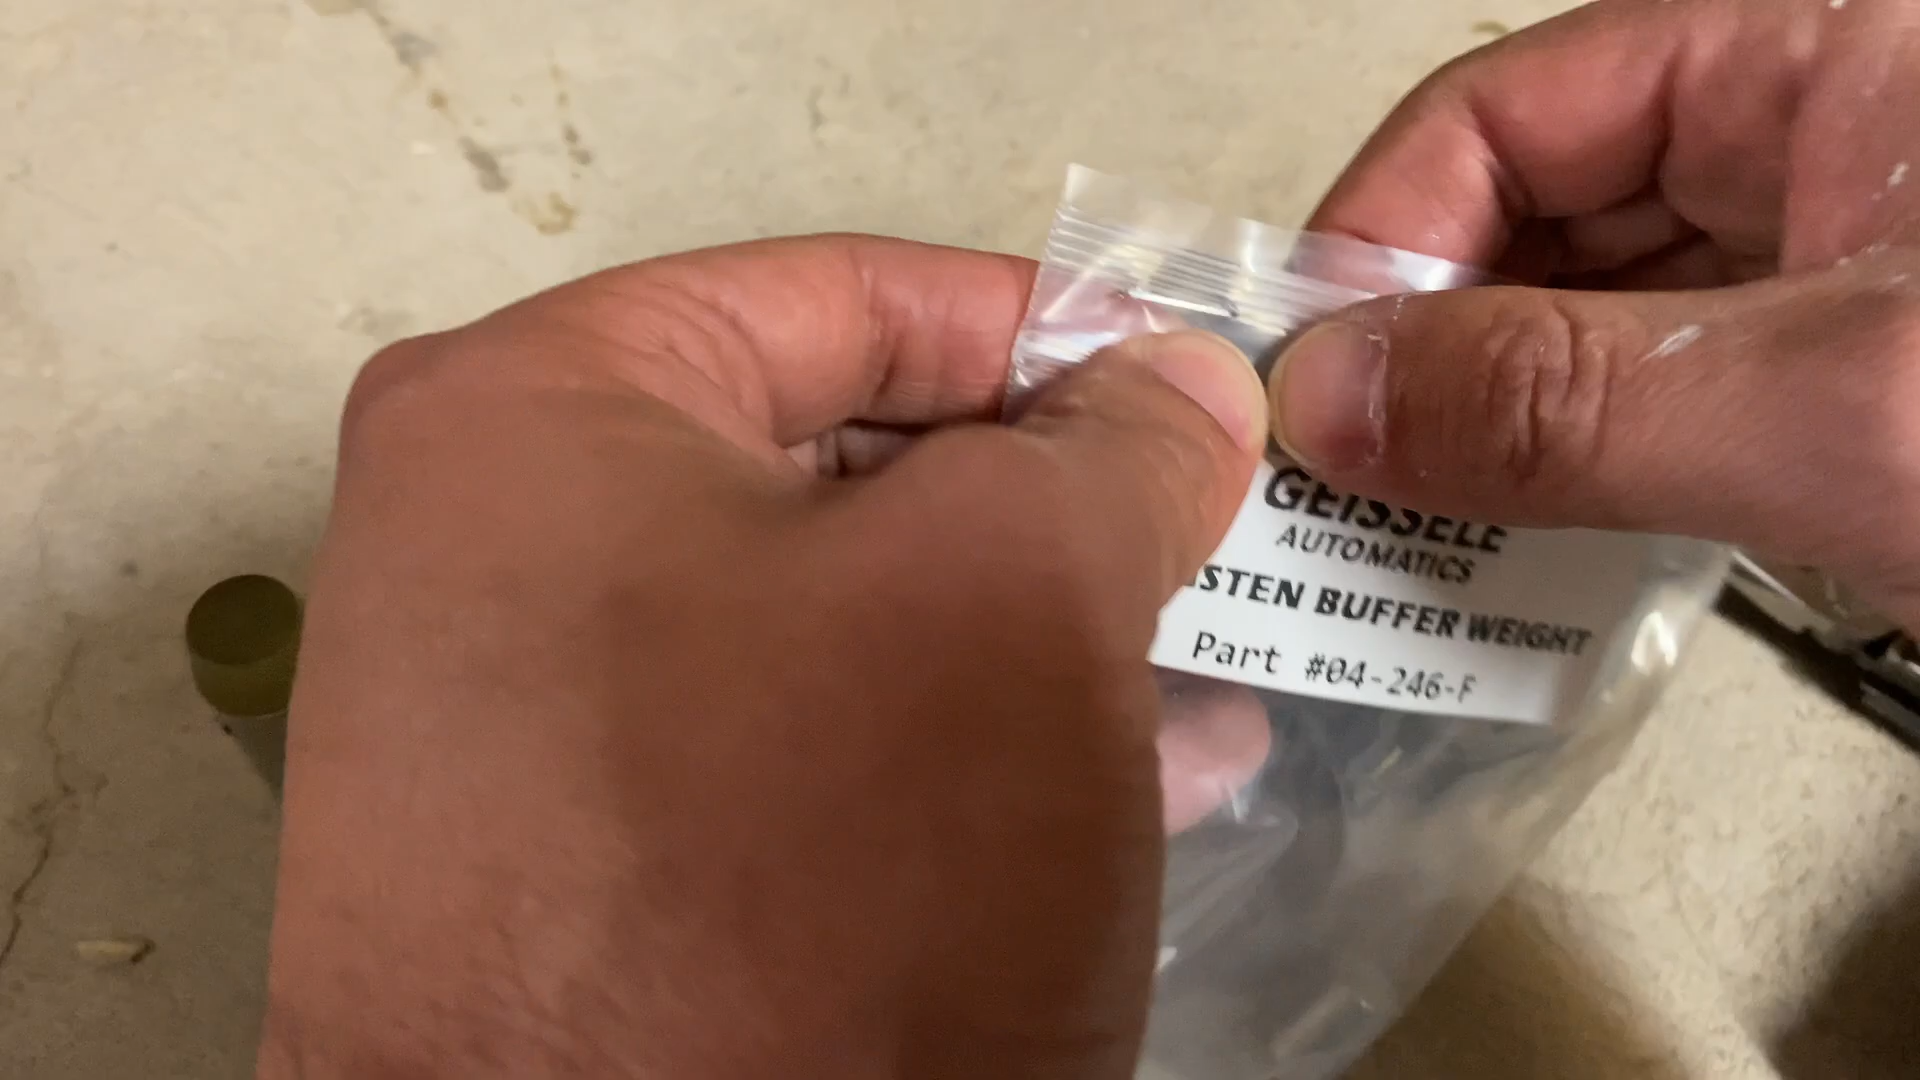 GEISSELE
AUTOMATICS
STEN BUFFER WEIGHT
Part #04-246-F